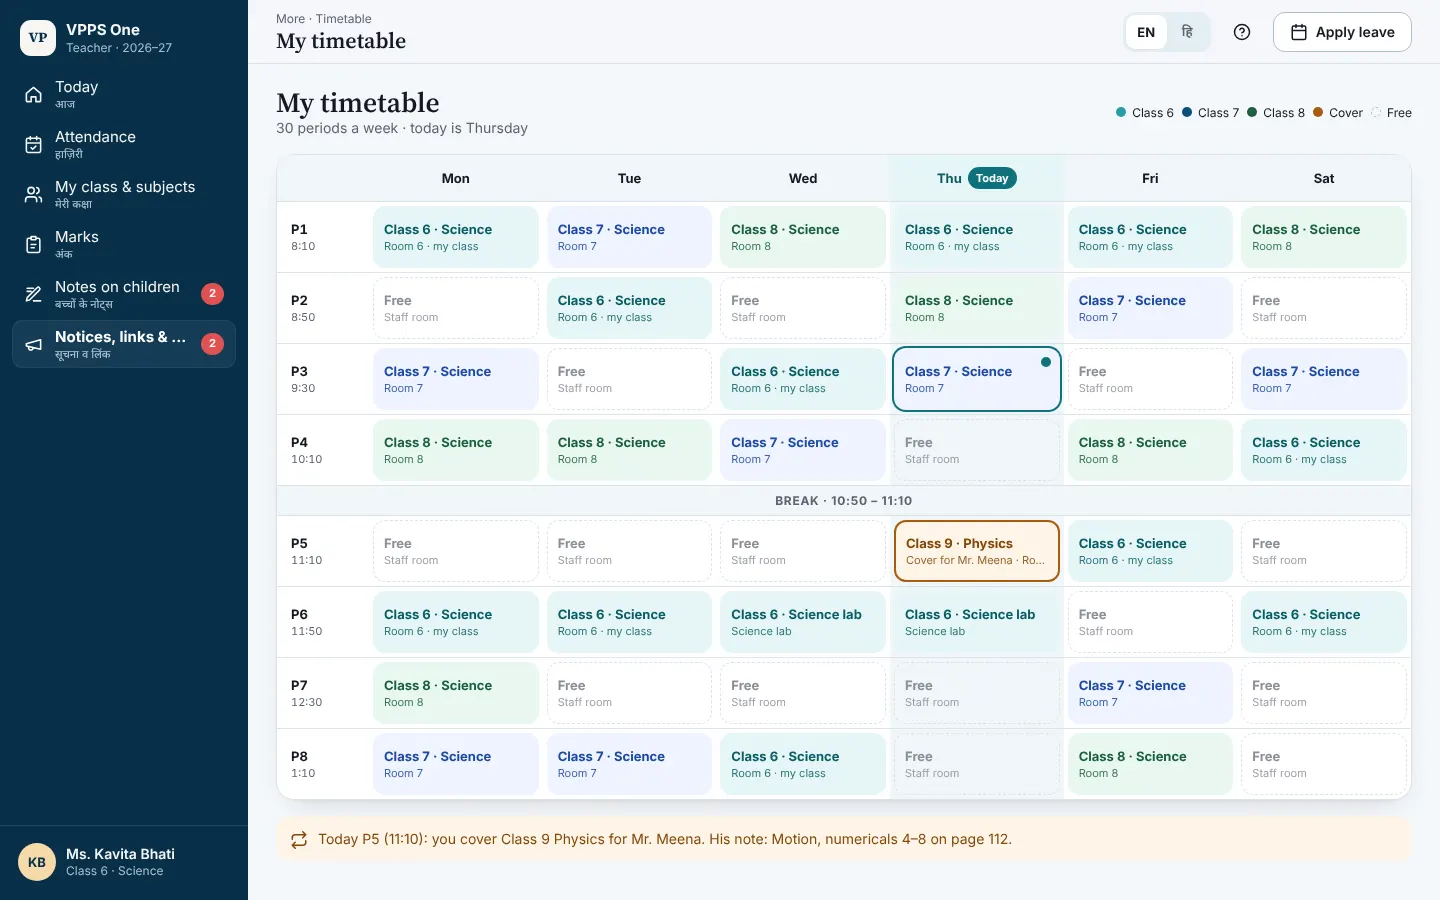 VP
VPPS One
Teacher · 2026–27
Today
आज
Attendance
हाज़िरी
My class & subjects
मेरी कक्षा
Marks
अंक
Notes on children
बच्चों के नोट्स
2
Notices, links & ...
सूचना व लिंक
2
KB
Ms. Kavita Bhati
Class 6 · Science
More · Timetable
My timetable
EN
हि
Apply leave
My timetable
30 periods a week · today is Thursday
Class 6 Class 7 Class 8 Cover Free
Mon Tue Wed Thu Today Fri Sat
P1 Class 6 · Science Class 7 · Science Class 8 · Science Class 6 · Science Class 6 · Science Class 8 · Science
8:10 Room 6 · my class Room 7 Room 8 Room 6 · my class Room 6 · my class Room 8
P2 Free Class 6 · Science Free Class 8 · Science Class 7 · Science Free
8:50 Staff room Room 6 · my class Staff room Room 8 Room 7 Staff room
P3 Class 7 · Science Free Class 6 · Science Class 7 · Science Free Class 7 · Science
9:30 Room 7 Staff room Room 6 · my class Room 7 Staff room Room 7
P4 Class 8 · Science Class 8 · Science Class 7 · Science Free Class 8 · Science Class 6 · Science
10:10 Room 8 Room 8 Room 7 Staff room Room 8 Room 6 · my class
BREAK · 10:50 – 11:10
P5 Free Free Free Class 9 · Physics Class 6 · Science Free
11:10 Staff room Staff room Staff room Cover for Mr. Meena · Ro... Room 6 · my class Staff room
P6 Class 6 · Science Class 6 · Science Class 6 · Science lab Class 6 · Science lab Free Class 6 · Science
11:50 Room 6 · my class Room 6 · my class Science lab Science lab Staff room Room 6 · my class
P7 Class 8 · Science Free Free Free Class 7 · Science Free
12:30 Room 8 Staff room Staff room Staff room Room 7 Staff room
P8 Class 7 · Science Class 7 · Science Class 6 · Science Free Class 8 · Science Free
1:10 Room 7 Room 7 Room 6 · my class Staff room Room 8 Staff room
Today P5 (11:10): you cover Class 9 Physics for Mr. Meena. His note: Motion, numericals 4–8 on page 112.